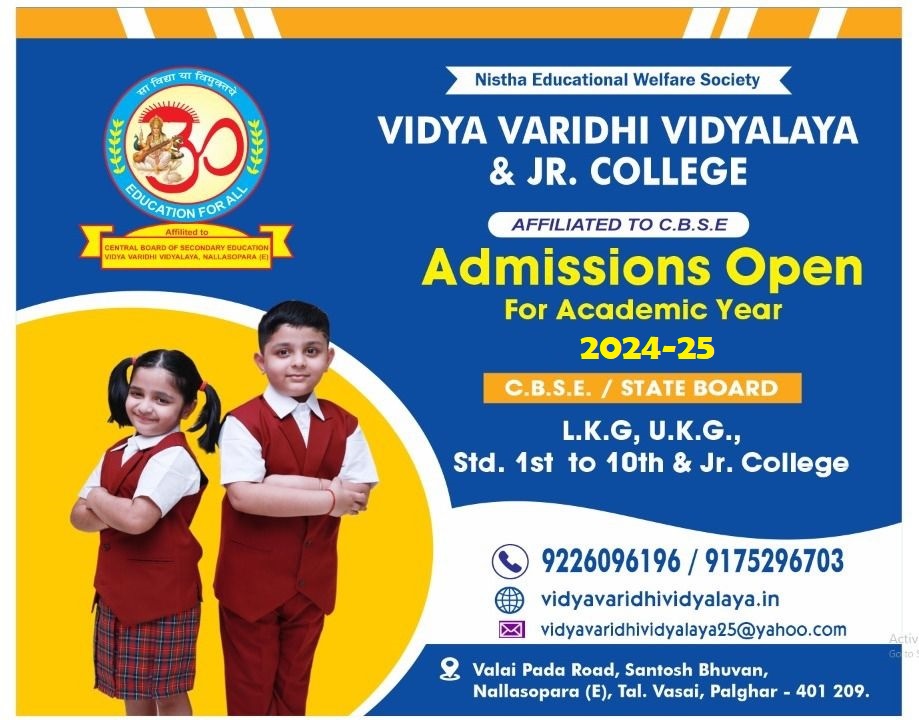 सा विद्या या विमुक्तये
EDUCATION FOR ALL
Affilited to
CENTRAL BOARD OF SECONDARY EDUCATION
VIDYA VARIDHI VIDYALAYA, NALLASOPARA (E)
Nistha Educational Welfare Society
VIDYA VARIDHI VIDYALAYA
& JR. COLLEGE
AFFILIATED TO C.B.S.E
Admissions Open
For Academic Year
2024-25
C.B.S.E. / STATE BOARD
L.K.G, U.K.G.,
Std. 1st to 10th & Jr. College
9226096196 / 9175296703
vidyavaridhividyalaya.in
vidyavaridhividyalaya25@yahoo.com
Valai Pada Road, Santosh Bhuvan,
Nallasopara (E), Tal. Vasai, Palghar - 401 209.